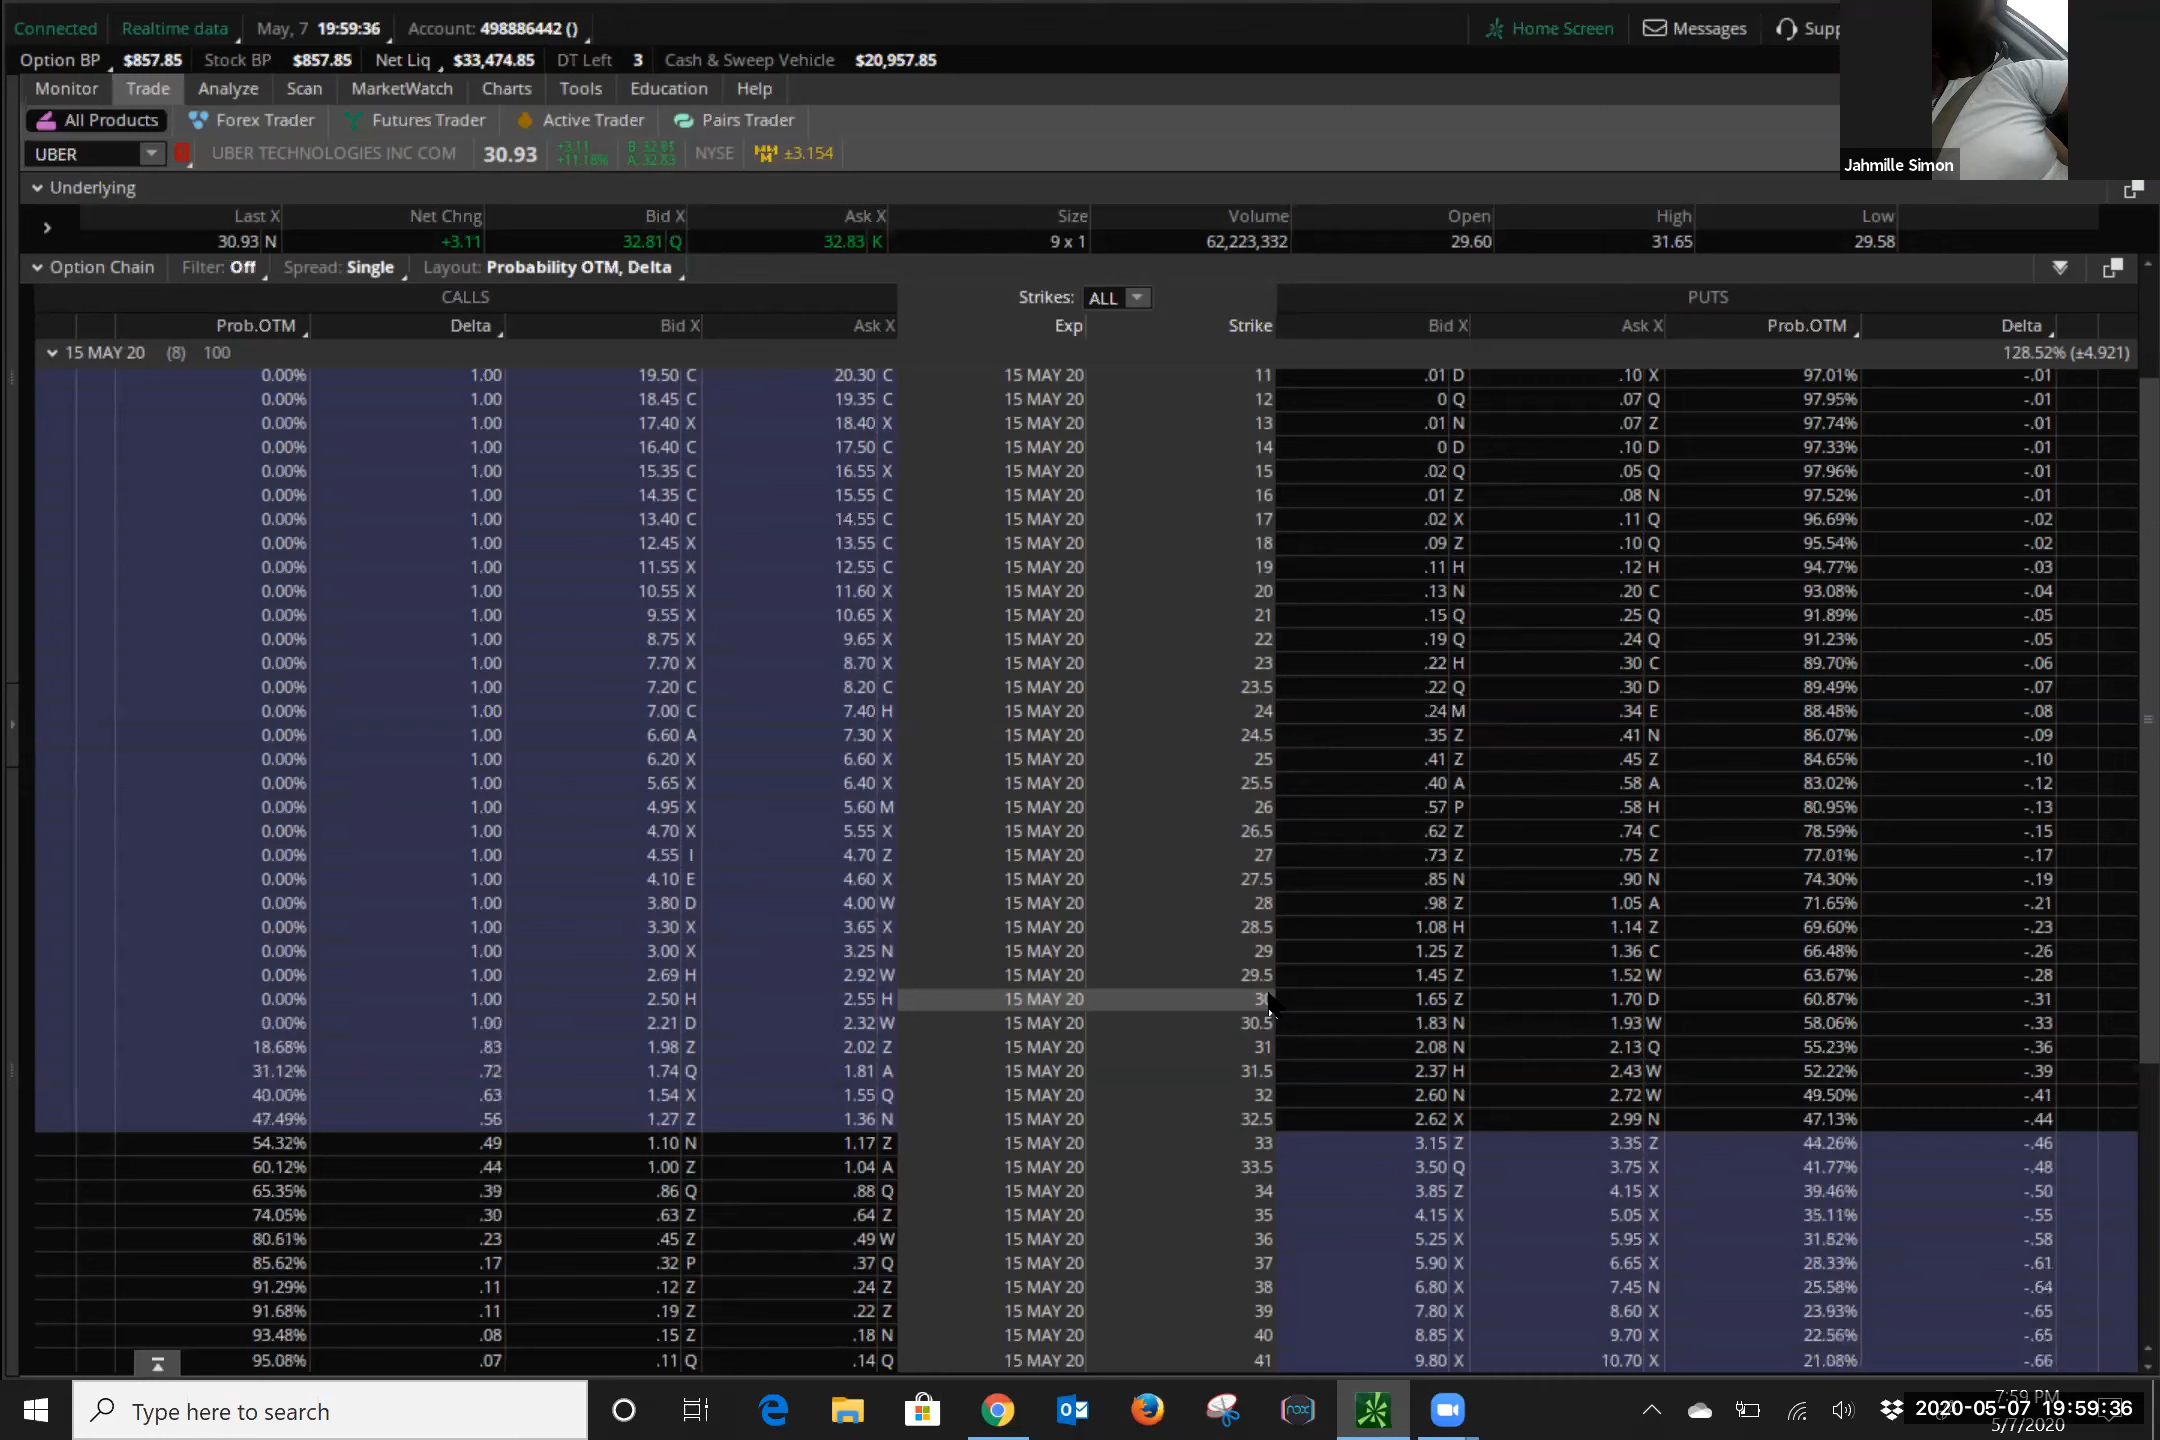 Connected Realtime data May, 7 19:59:36 Account: 498886442 () Home Screen Messages Supp
Option BP $857.85 Stock BP $857.85 Net Liq $33,474.85 DT Left 3 Cash & Sweep Vehicle $20,957.85
Monitor Trade Analyze Scan MarketWatch Charts Tools Education Help
All Products Forex Trader Futures Trader Active Trader Pairs Trader
UBER UBER TECHNOLOGIES INC COM 30.93 +3.11 +11.18% B: 32.81 A: 32.83 NYSE ±3.154
Jahmille Simon
Underlying
Last X Net Chng Bid X Ask X Size Volume Open High Low
30.93 N +3.11 32.81 Q 32.83 K 9 x 1 62,223,332 29.60 31.65 29.58
Option Chain Filter: Off Spread: Single Layout: Probability OTM, Delta
CALLS Strikes: ALL PUTS
Prob.OTM Delta Bid X Ask X Exp Strike Bid X Ask X Prob.OTM Delta
15 MAY 20 (8) 100 128.52% (±4.921)
0.00% 1.00 19.50 C 20.30 C 15 MAY 20 11 .01 D .10 X 97.01% -.01
0.00% 1.00 18.45 C 19.35 C 15 MAY 20 12 0 Q .07 Q 97.95% -.01
0.00% 1.00 17.40 X 18.40 X 15 MAY 20 13 .01 N .07 Z 97.74% -.01
0.00% 1.00 16.40 C 17.50 C 15 MAY 20 14 0 D .10 D 97.33% -.01
0.00% 1.00 15.35 C 16.55 X 15 MAY 20 15 .02 Q .05 Q 97.96% -.01
0.00% 1.00 14.35 C 15.55 C 15 MAY 20 16 .01 Z .08 N 97.52% -.01
0.00% 1.00 13.40 C 14.55 C 15 MAY 20 17 .02 X .11 Q 96.69% -.02
0.00% 1.00 12.45 X 13.55 C 15 MAY 20 18 .09 Z .10 Q 95.54% -.02
0.00% 1.00 11.55 X 12.55 C 15 MAY 20 19 .11 H .12 H 94.77% -.03
0.00% 1.00 10.55 X 11.60 X 15 MAY 20 20 .13 N .20 C 93.08% -.04
0.00% 1.00 9.55 X 10.65 X 15 MAY 20 21 .15 Q .25 Q 91.89% -.05
0.00% 1.00 8.75 X 9.65 X 15 MAY 20 22 .19 Q .24 Q 91.23% -.05
0.00% 1.00 7.70 X 8.70 X 15 MAY 20 23 .22 H .30 C 89.70% -.06
0.00% 1.00 7.20 C 8.20 C 15 MAY 20 23.5 .22 Q .30 D 89.49% -.07
0.00% 1.00 7.00 C 7.40 H 15 MAY 20 24 .24 M .34 E 88.48% -.08
0.00% 1.00 6.60 A 7.30 X 15 MAY 20 24.5 .35 Z .41 N 86.07% -.09
0.00% 1.00 6.20 X 6.60 X 15 MAY 20 25 .41 Z .45 Z 84.65% -.10
0.00% 1.00 5.65 X 6.40 X 15 MAY 20 25.5 .40 A .58 A 83.02% -.12
0.00% 1.00 4.95 X 5.60 M 15 MAY 20 26 .57 P .58 H 80.95% -.13
0.00% 1.00 4.70 X 5.55 X 15 MAY 20 26.5 .62 Z .74 C 78.59% -.15
0.00% 1.00 4.55 I 4.70 Z 15 MAY 20 27 .73 Z .75 Z 77.01% -.17
0.00% 1.00 4.10 E 4.60 X 15 MAY 20 27.5 .85 N .90 N 74.30% -.19
0.00% 1.00 3.80 D 4.00 W 15 MAY 20 28 .98 Z 1.05 A 71.65% -.21
0.00% 1.00 3.30 X 3.65 X 15 MAY 20 28.5 1.08 H 1.14 Z 69.60% -.23
0.00% 1.00 3.00 X 3.25 N 15 MAY 20 29 1.25 Z 1.36 C 66.48% -.26
0.00% 1.00 2.69 H 2.92 W 15 MAY 20 29.5 1.45 Z 1.52 W 63.67% -.28
0.00% 1.00 2.50 H 2.55 H 15 MAY 20 30 1.65 Z 1.70 D 60.87% -.31
0.00% 1.00 2.21 D 2.32 W 15 MAY 20 30.5 1.83 N 1.93 W 58.06% -.33
18.68% .83 1.98 Z 2.02 Z 15 MAY 20 31 2.08 N 2.13 Q 55.23% -.36
31.12% .72 1.74 Q 1.81 A 15 MAY 20 31.5 2.37 H 2.43 W 52.22% -.39
40.00% .63 1.54 X 1.55 Q 15 MAY 20 32 2.60 N 2.72 W 49.50% -.41
47.49% .56 1.27 Z 1.36 N 15 MAY 20 32.5 2.62 X 2.99 N 47.13% -.44
54.32% .49 1.10 N 1.17 Z 15 MAY 20 33 3.15 Z 3.35 Z 44.26% -.46
60.12% .44 1.00 Z 1.04 A 15 MAY 20 33.5 3.50 Q 3.75 X 41.77% -.48
65.35% .39 .86 Q .88 Q 15 MAY 20 34 3.85 Z 4.15 X 39.46% -.50
74.05% .30 .63 Z .64 Z 15 MAY 20 35 4.15 X 5.05 X 35.11% -.55
80.61% .23 .45 Z .49 W 15 MAY 20 36 5.25 X 5.95 X 31.82% -.58
85.62% .17 .32 P .37 Q 15 MAY 20 37 5.90 X 6.65 X 28.33% -.61
91.29% .11 .12 Z .24 Z 15 MAY 20 38 6.80 X 7.45 N 25.58% -.64
91.68% .11 .19 Z .22 Z 15 MAY 20 39 7.80 X 8.60 X 23.93% -.65
93.48% .08 .15 Z .18 N 15 MAY 20 40 8.85 X 9.70 X 22.56% -.65
95.08% .07 .11 Q .14 Q 15 MAY 20 41 9.80 X 10.70 X 21.08% -.66
Type here to search
7:59 PM
2020-05-07 19:59:36
5/7/2020